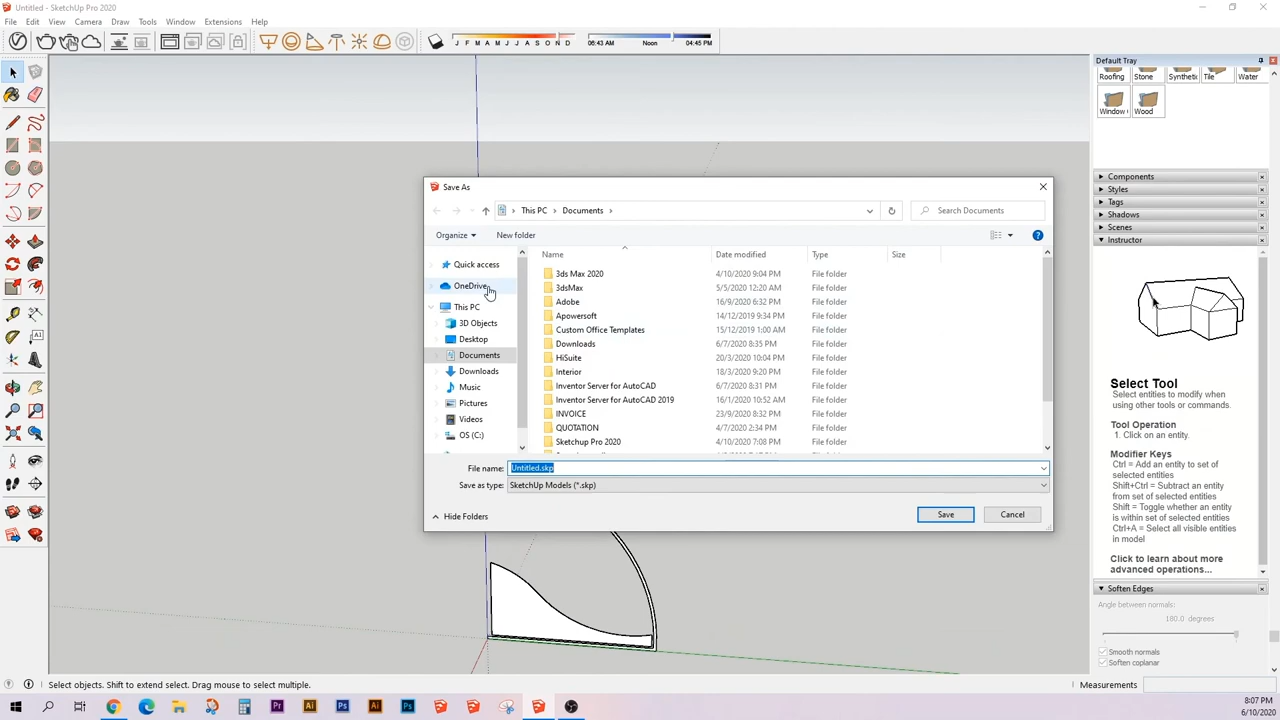 Untitled - SketchUp Pro 2020
File Edit View Camera Draw Tools Window Extensions Help
J F M A M J J A S O N D 06:43 AM Noon 04:45 PM
Default Tray
Roofing Stone Synthetic Tile Water
Window Wood
Components
Styles
Tags
Shadows
Scenes
Instructor
Save As
This PC Documents
Search Documents
Organize New folder
Name Date modified Type Size
Quick access
OneDrive
This PC
3D Objects
Desktop
Documents
Downloads
Music
Pictures
Videos
OS (C:)
3ds Max 2020 4/10/2020 9:04 PM File folder
3dsMax 5/5/2020 12:20 AM File folder
Adobe 16/9/2020 6:32 PM File folder
Apowersoft 14/12/2019 9:34 PM File folder
Custom Office Templates 15/12/2019 1:00 AM File folder
Downloads 6/7/2020 8:35 PM File folder
HiSuite 20/3/2020 10:04 PM File folder
Interior 18/3/2020 9:20 PM File folder
Inventor Server for AutoCAD 6/7/2020 8:31 PM File folder
Inventor Server for AutoCAD 2019 16/1/2020 10:52 AM File folder
INVOICE 23/9/2020 8:32 PM File folder
QUOTATION 4/7/2020 2:34 PM File folder
Sketchup Pro 2020 4/10/2020 7:08 PM File folder
File name: Untitled.skp
Save as type: SketchUp Models (*.skp)
Hide Folders Save Cancel
Select Tool
Select entities to modify when
using other tools or commands.
Tool Operation
1. Click on an entity.
Modifier Keys
Ctrl = Add an entity to set of
selected entities
Shift+Ctrl = Subtract an entity
from set of selected entities
Shift = Toggle whether an entity
is within set of selected entities
Ctrl+A = Select all visible entities
in model
Click to learn about more
advanced operations...
Soften Edges
Angle between normals:
180.0 degrees
Smooth normals
Soften coplanar
Select objects. Shift to extend select. Drag mouse to select multiple.
Measurements
8:07 PM
6/10/2020